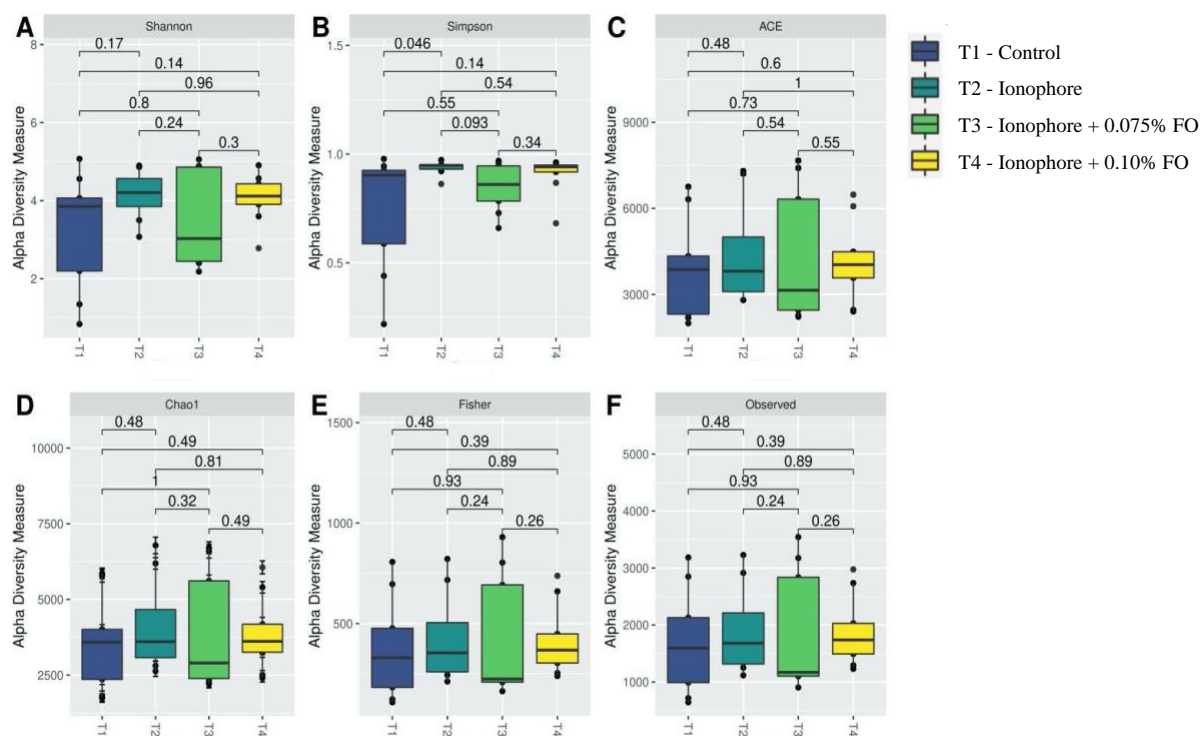 A
Shannon
Alpha Diversity Measure
8
6
4
2
0.17
0.14
0.96
0.8
0.24
0.3
T1
T2
T3
T4
B
Simpson
Alpha Diversity Measure
1.5
1.0
0.5
0.046
0.14
0.54
0.55
0.093
0.34
T1
T2
T3
T4
C
ACE
Alpha Diversity Measure
9000
6000
3000
0.48
0.6
1
0.73
0.54
0.55
T1
T2
T3
T4
T1 - Control
T2 - Ionophore
T3 - Ionophore + 0.075% FO
T4 - Ionophore + 0.10% FO
D
Chao1
Alpha Diversity Measure
10000
7500
5000
2500
0.48
0.49
0.81
1
0.32
0.49
T1
T2
T3
T4
E
Fisher
Alpha Diversity Measure
1500
1000
500
0.48
0.39
0.89
0.93
0.24
0.26
T1
T2
T3
T4
F
Observed
Alpha Diversity Measure
5000
4000
3000
2000
1000
0.48
0.39
0.89
0.93
0.24
0.26
T1
T2
T3
T4